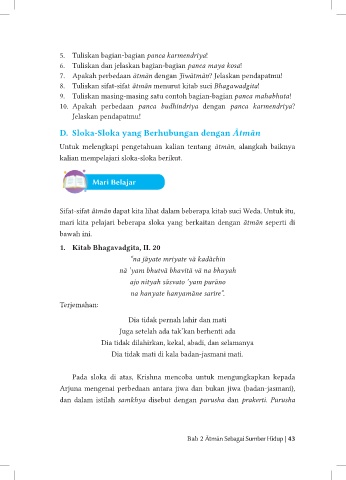 5. Tuliskan bagian-bagian panca karmendriya!
6. Tuliskan dan jelaskan bagian-bagian panca maya kosa!
7. Apakah perbedaan ātmān dengan Jīwātmān? Jelaskan pendapatmu!
8. Tuliskan sifat-sifat ātmān menurut kitab suci Bhagawadgita!
9. Tuliskan masing-masing satu contoh bagian-bagian panca mahabhuta!
10. Apakah perbedaan panca budhindriya dengan panca karmendriya?
Jelaskan pendapatmu!
D. Sloka-Sloka yang Berhubungan dengan Ātmān
Untuk melengkapi pengetahuan kalian tentang ātmān, alangkah baiknya
kalian mempelajari sloka-sloka berikut.
Mari Belajar
Sifat-sifat ātmān dapat kita lihat dalam beberapa kitab suci Weda. Untuk itu,
mari kita pelajari beberapa sloka yang berkaitan dengan ātmān seperti di
bawah ini.
1. Kitab Bhagavadgita, II. 20
"na jāyate mriyate vā kadāchin
nā 'yam bhutvā bhavitā vā na bhuyah
ajo nityah sāsvato 'yam purāno
na hanyate hanyamāne sarire".
Terjemahan:
Dia tidak pernah lahir dan mati
Juga setelah ada tak'kan berhenti ada
Dia tidak dilahirkan, kekal, abadi, dan selamanya
Dia tidak mati di kala badan-jasmani mati.
Pada sloka di atas, Krishna mencoba untuk mengungkapkan kepada
Arjuna mengenai perbedaan antara jiwa dan bukan jiwa (badan-jasmani),
dan dalam istilah samkhya disebut dengan purusha dan prakerti. Purusha
Bab 2 Ātmān Sebagai Sumber Hidup | 43